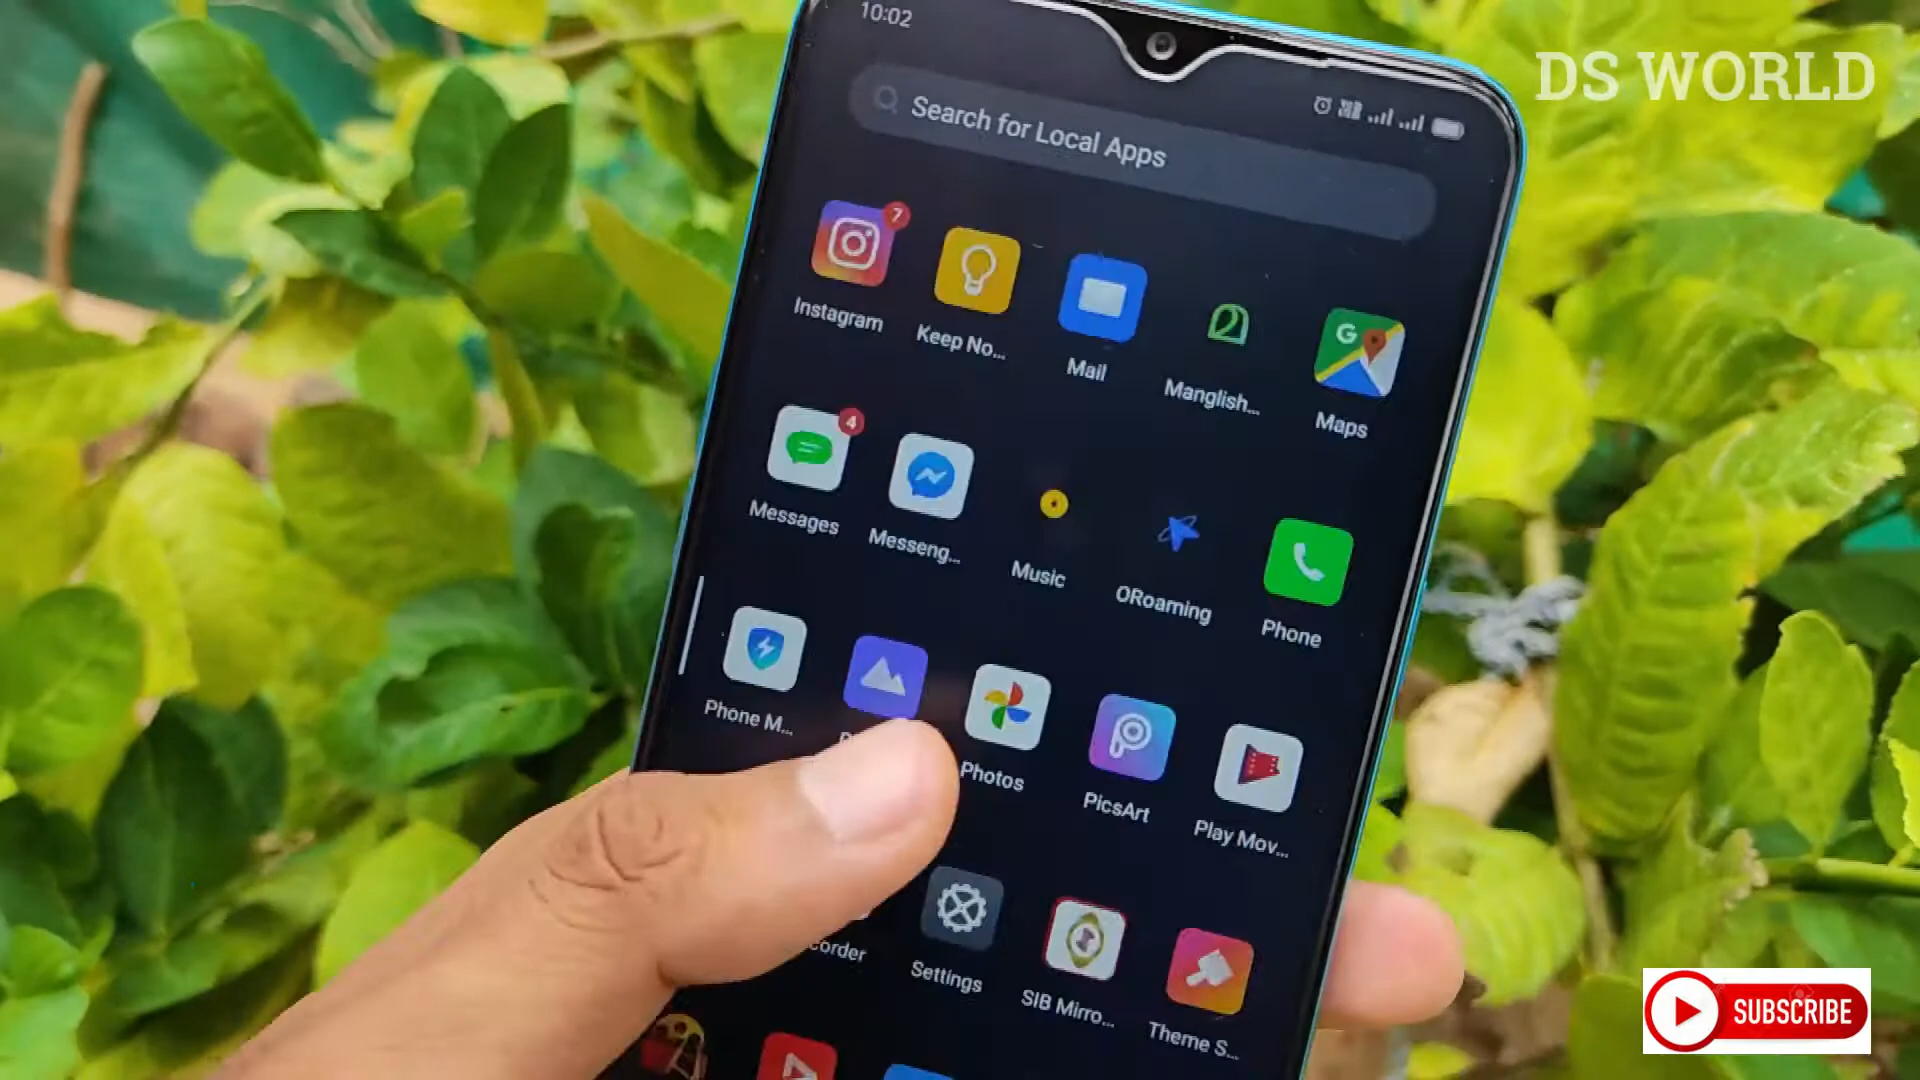 10:02
DS WORLD
Search for Local Apps
7
Instagram
Keep No...
Mail
Manglish...
G
Maps
4
Messages
Messeng...
Music
ORoaming
Phone
Phone M...
Photos
PicsArt
Play Mov...
corder
Settings
SIB Mirro...
Theme S...
SUBSCRIBE